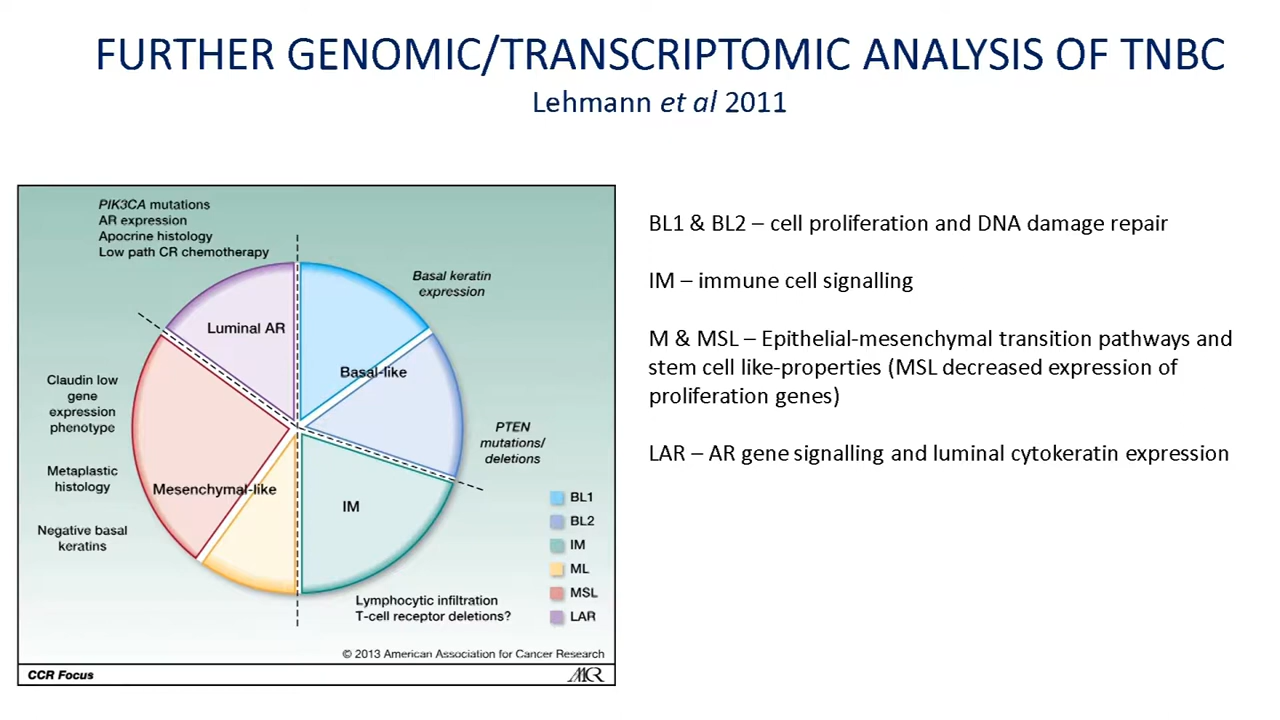 FURTHER GENOMIC/TRANSCRIPTOMIC ANALYSIS OF TNBC
Lehmann et al 2011
PIK3CA mutations
AR expression
Apocrine histology
Low path CR chemotherapy
Basal keratin
expression
Luminal AR
Basal-like
Claudin low
gene
expression
phenotype
PTEN
mutations/
deletions
Metaplastic
histology
Mesenchymal-like
IM
Negative basal
keratins
BL1
BL2
IM
ML
MSL
LAR
Lymphocytic infiltration
T-cell receptor deletions?
© 2013 American Association for Cancer Research
CCR Focus
AACR
BL1 & BL2 – cell proliferation and DNA damage repair
IM – immune cell signalling
M & MSL – Epithelial-mesenchymal transition pathways and
stem cell like-properties (MSL decreased expression of
proliferation genes)
LAR – AR gene signalling and luminal cytokeratin expression